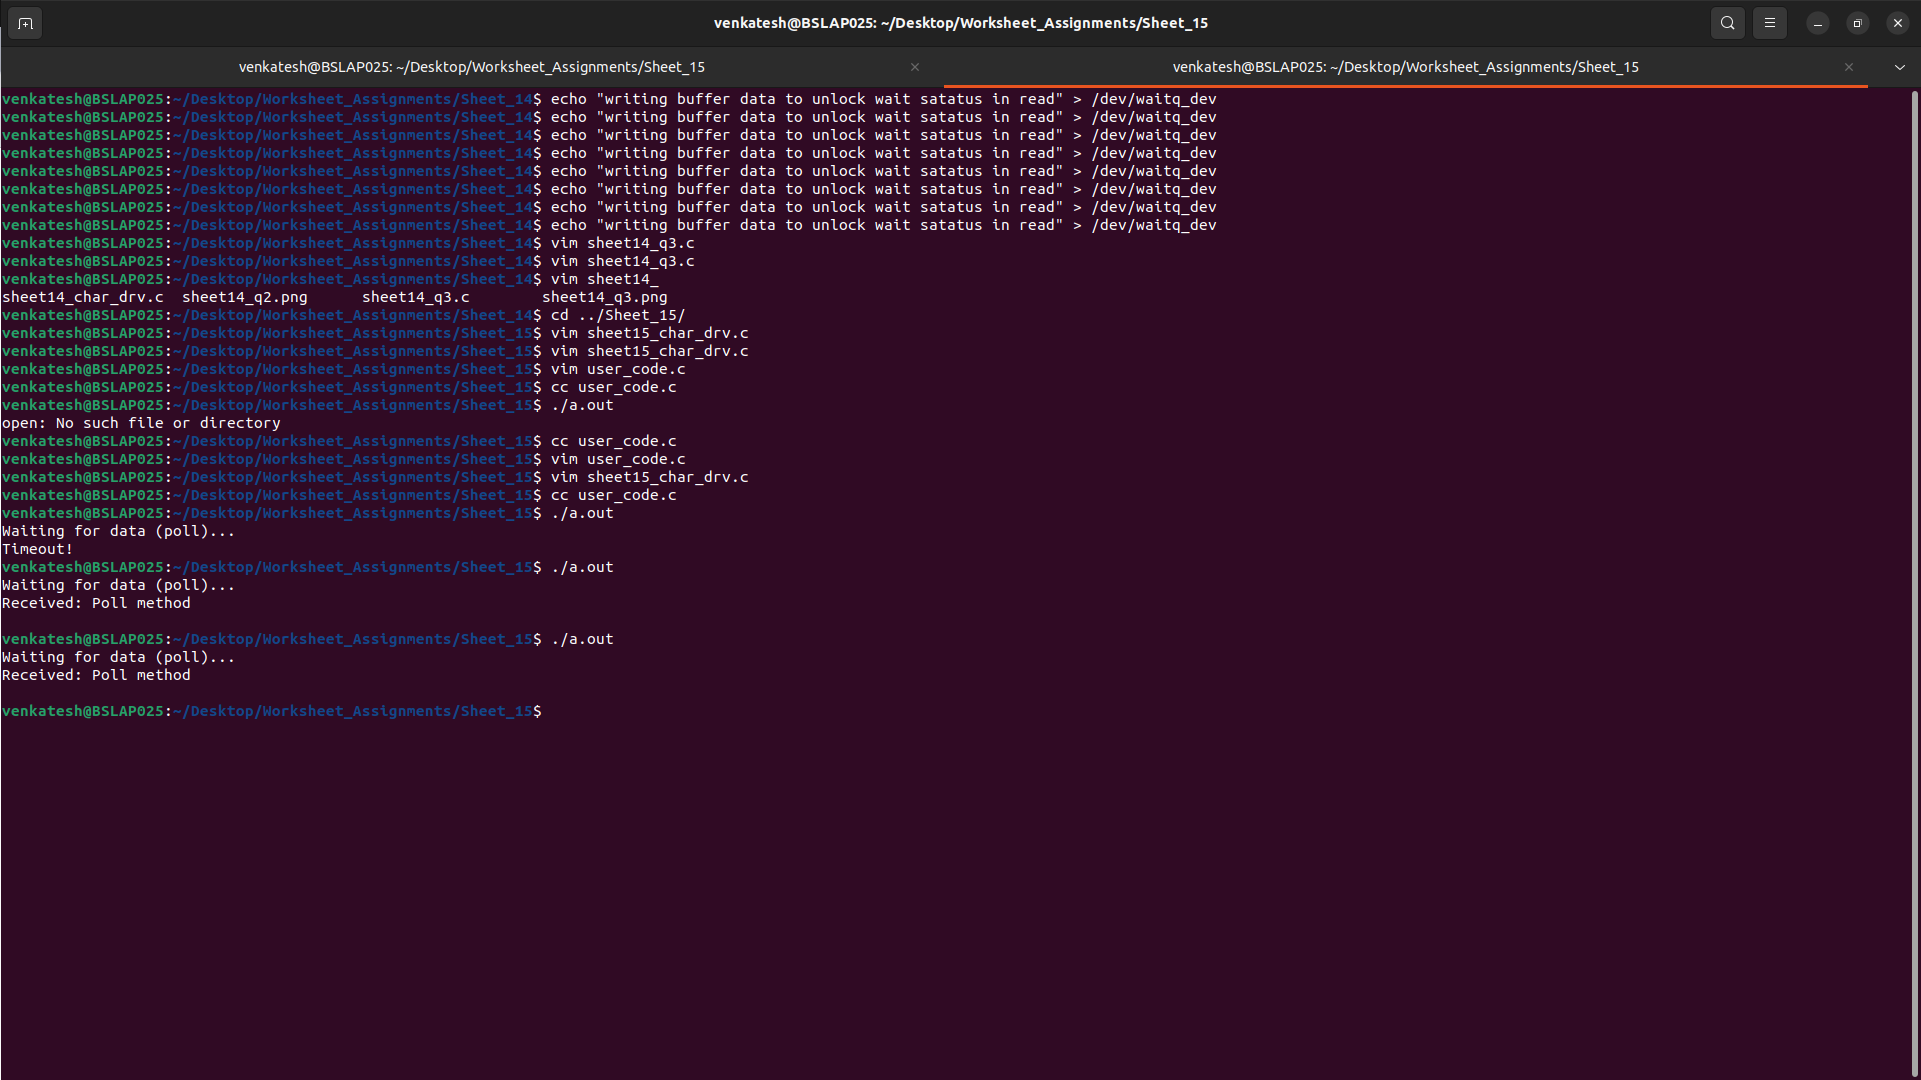 venkatesh@BSLAP025: ~/Desktop/Worksheet_Assignments/Sheet_15
venkatesh@BSLAP025: ~/Desktop/Worksheet_Assignments/Sheet_15
venkatesh@BSLAP025: ~/Desktop/Worksheet_Assignments/Sheet_15
venkatesh@BSLAP025:~/Desktop/Worksheet_Assignments/Sheet_14$ echo "writing buffer data to unlock wait satatus in read" > /dev/waitq_dev
venkatesh@BSLAP025:~/Desktop/Worksheet_Assignments/Sheet_14$ echo "writing buffer data to unlock wait satatus in read" > /dev/waitq_dev
venkatesh@BSLAP025:~/Desktop/Worksheet_Assignments/Sheet_14$ echo "writing buffer data to unlock wait satatus in read" > /dev/waitq_dev
venkatesh@BSLAP025:~/Desktop/Worksheet_Assignments/Sheet_14$ echo "writing buffer data to unlock wait satatus in read" > /dev/waitq_dev
venkatesh@BSLAP025:~/Desktop/Worksheet_Assignments/Sheet_14$ echo "writing buffer data to unlock wait satatus in read" > /dev/waitq_dev
venkatesh@BSLAP025:~/Desktop/Worksheet_Assignments/Sheet_14$ echo "writing buffer data to unlock wait satatus in read" > /dev/waitq_dev
venkatesh@BSLAP025:~/Desktop/Worksheet_Assignments/Sheet_14$ echo "writing buffer data to unlock wait satatus in read" > /dev/waitq_dev
venkatesh@BSLAP025:~/Desktop/Worksheet_Assignments/Sheet_14$ echo "writing buffer data to unlock wait satatus in read" > /dev/waitq_dev
venkatesh@BSLAP025:~/Desktop/Worksheet_Assignments/Sheet_14$ vim sheet14_q3.c
venkatesh@BSLAP025:~/Desktop/Worksheet_Assignments/Sheet_14$ vim sheet14_q3.c
venkatesh@BSLAP025:~/Desktop/Worksheet_Assignments/Sheet_14$ vim sheet14_
sheet14_char_drv.c  sheet14_q2.png      sheet14_q3.c        sheet14_q3.png
venkatesh@BSLAP025:~/Desktop/Worksheet_Assignments/Sheet_14$ cd ../Sheet_15/
venkatesh@BSLAP025:~/Desktop/Worksheet_Assignments/Sheet_15$ vim sheet15_char_drv.c
venkatesh@BSLAP025:~/Desktop/Worksheet_Assignments/Sheet_15$ vim sheet15_char_drv.c
venkatesh@BSLAP025:~/Desktop/Worksheet_Assignments/Sheet_15$ vim user_code.c
venkatesh@BSLAP025:~/Desktop/Worksheet_Assignments/Sheet_15$ cc user_code.c
venkatesh@BSLAP025:~/Desktop/Worksheet_Assignments/Sheet_15$ ./a.out
open: No such file or directory
venkatesh@BSLAP025:~/Desktop/Worksheet_Assignments/Sheet_15$ cc user_code.c
venkatesh@BSLAP025:~/Desktop/Worksheet_Assignments/Sheet_15$ vim user_code.c
venkatesh@BSLAP025:~/Desktop/Worksheet_Assignments/Sheet_15$ vim sheet15_char_drv.c
venkatesh@BSLAP025:~/Desktop/Worksheet_Assignments/Sheet_15$ cc user_code.c
venkatesh@BSLAP025:~/Desktop/Worksheet_Assignments/Sheet_15$ ./a.out
Waiting for data (poll)...
Timeout!
venkatesh@BSLAP025:~/Desktop/Worksheet_Assignments/Sheet_15$ ./a.out
Waiting for data (poll)...
Received: Poll method
venkatesh@BSLAP025:~/Desktop/Worksheet_Assignments/Sheet_15$ ./a.out
Waiting for data (poll)...
Received: Poll method
venkatesh@BSLAP025:~/Desktop/Worksheet_Assignments/Sheet_15$